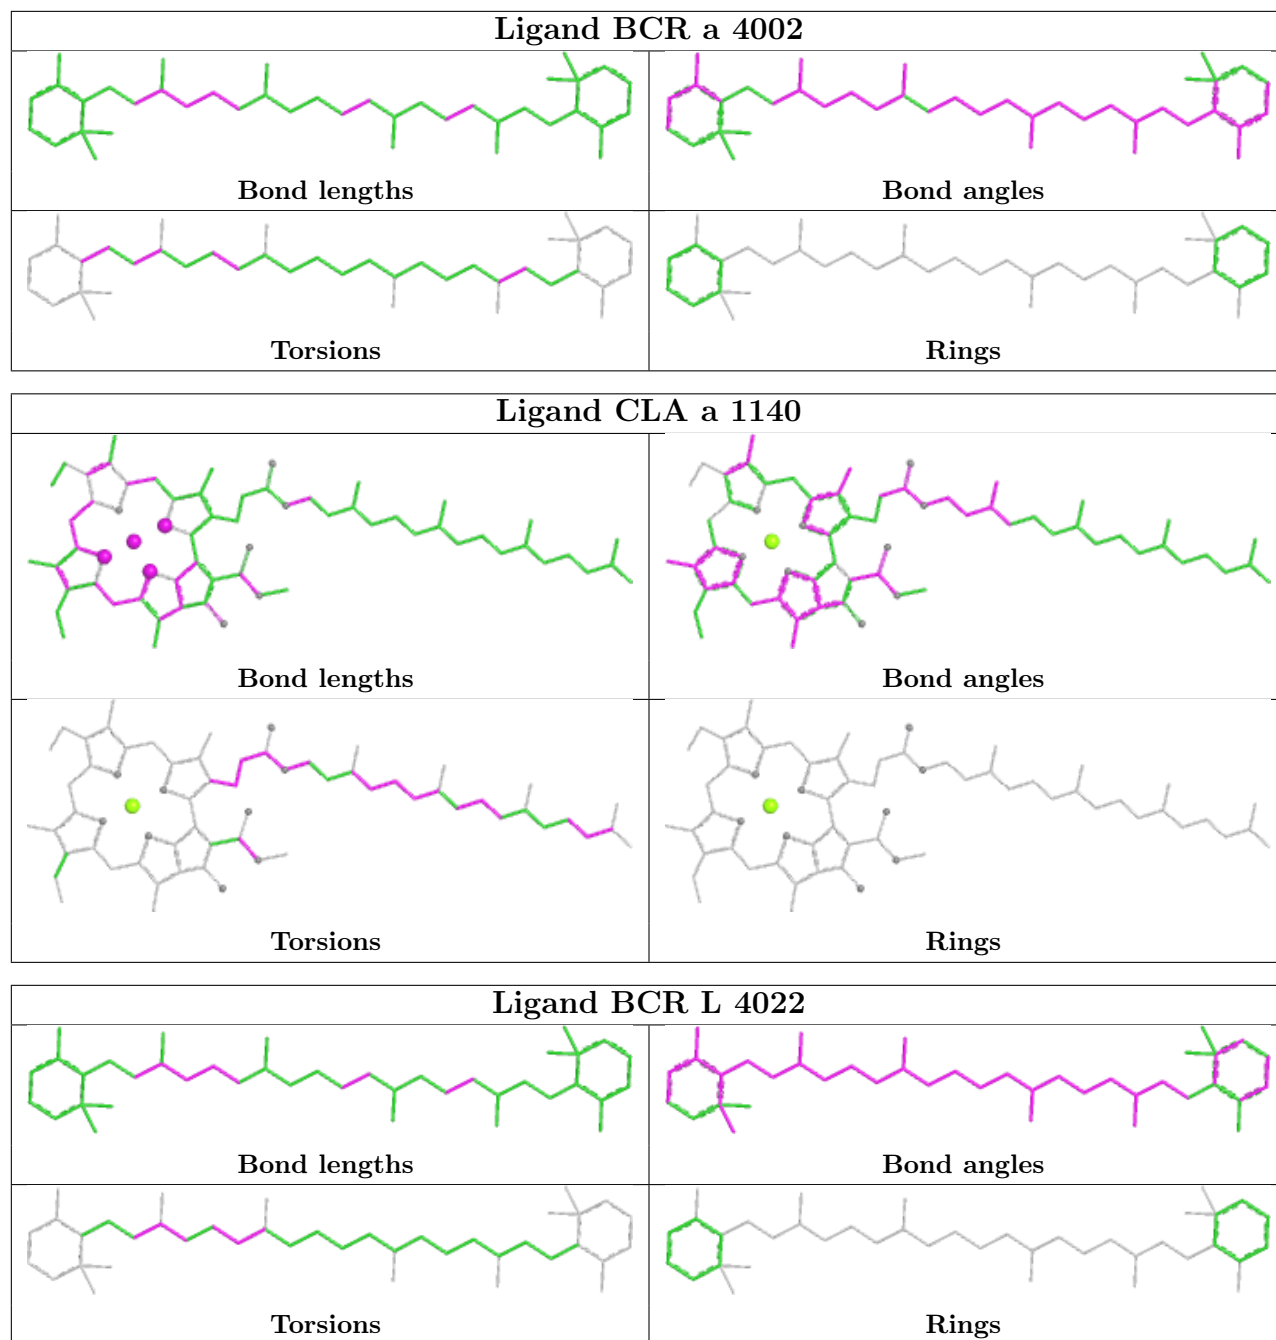 Ligand BCR a 4002
Bond lengths
Bond angles
Torsions
Rings
Ligand CLA a 1140
Bond lengths
Bond angles
Torsions
Rings
Ligand BCR L 4022
Bond lengths
Bond angles
Torsions
Rings